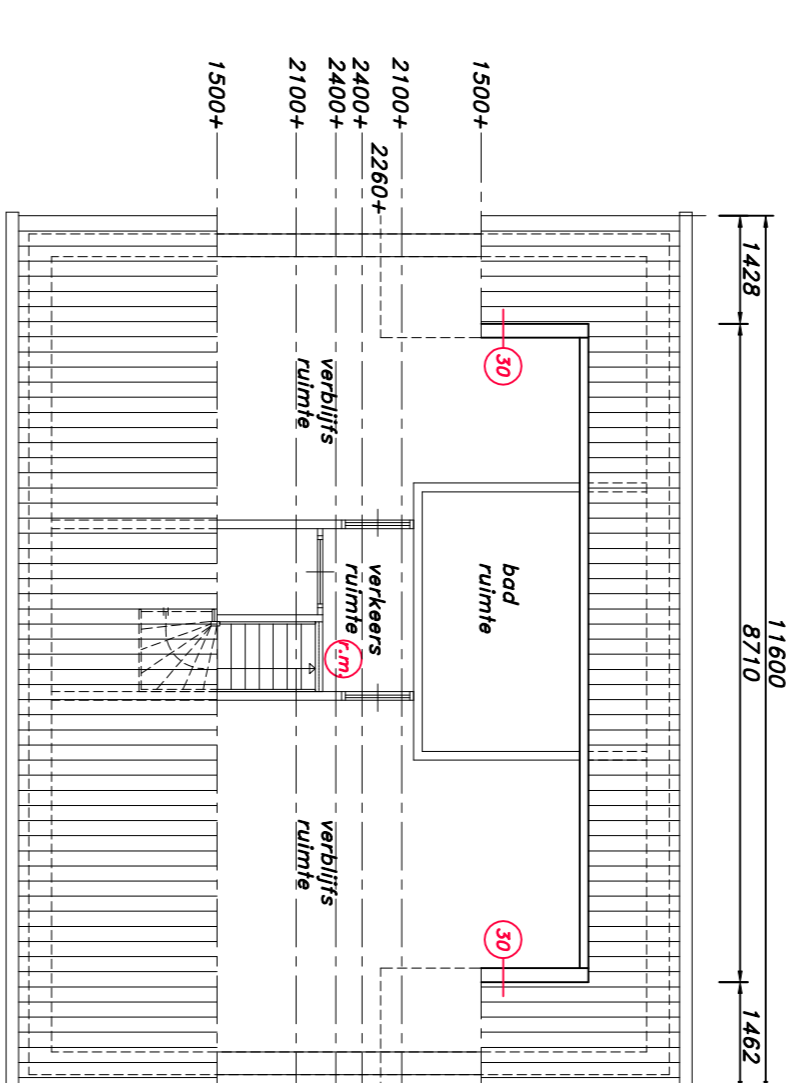 1500+
2100+
2400+
2400+
2100+
1500+
2260+
11600
1428
8710
1462
30
verblijfs
ruimte
bad
ruimte
verkeers
ruimte
r.m.
verblijfs
ruimte
30